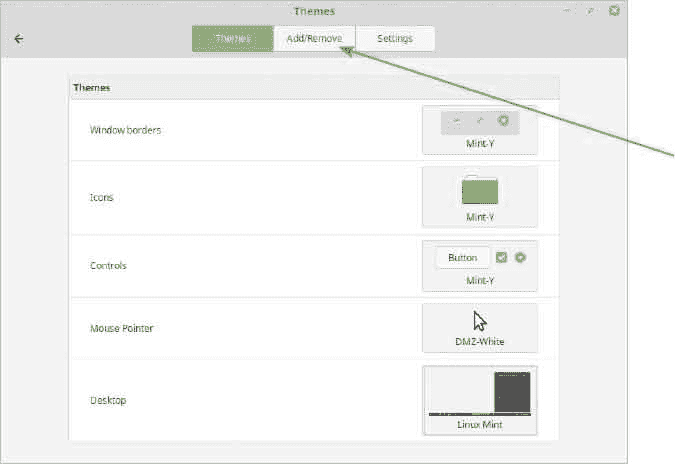 Themes
Themes
Add/Remove
Settings
Themes
Window borders
Mint-Y
Icons
Mint-Y
Controls
Button
Mint-Y
Mouse Pointer
DMZ-White
Desktop
Linux Mint